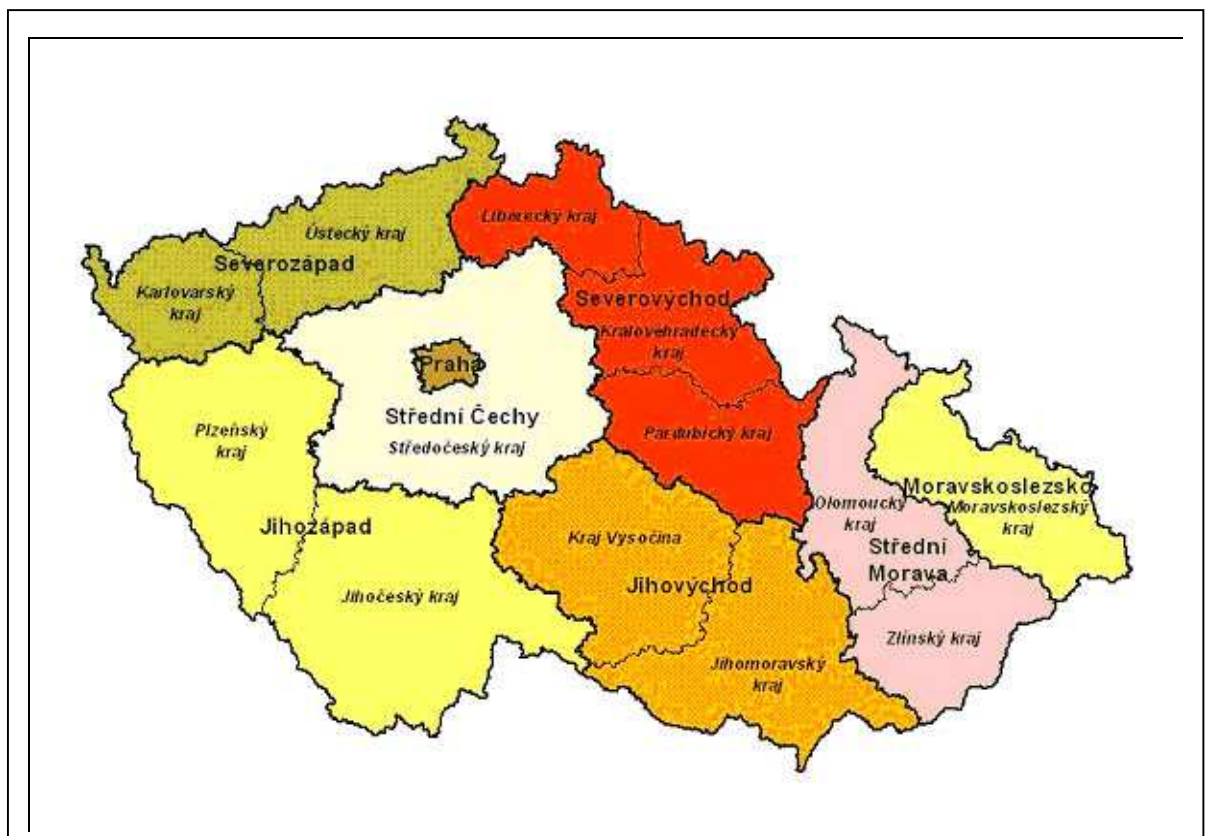 Liberecký kraj
Ústecký kraj
Severozápad
Karlovarský
kraj
Severovýchod
Královehradecký
kraj
Praha
Střední Čechy
Středočeský kraj
Plzeňský
kraj
Pardubický kraj
Moravskoslezsko
Moravskoslezský
kraj
Olomoucký
kraj
Střední
Morava
Jihozápad
Kraj Vysočina
Jihovýchod
Jihočeský kraj
Zlínský kraj
Jihomoravský
kraj